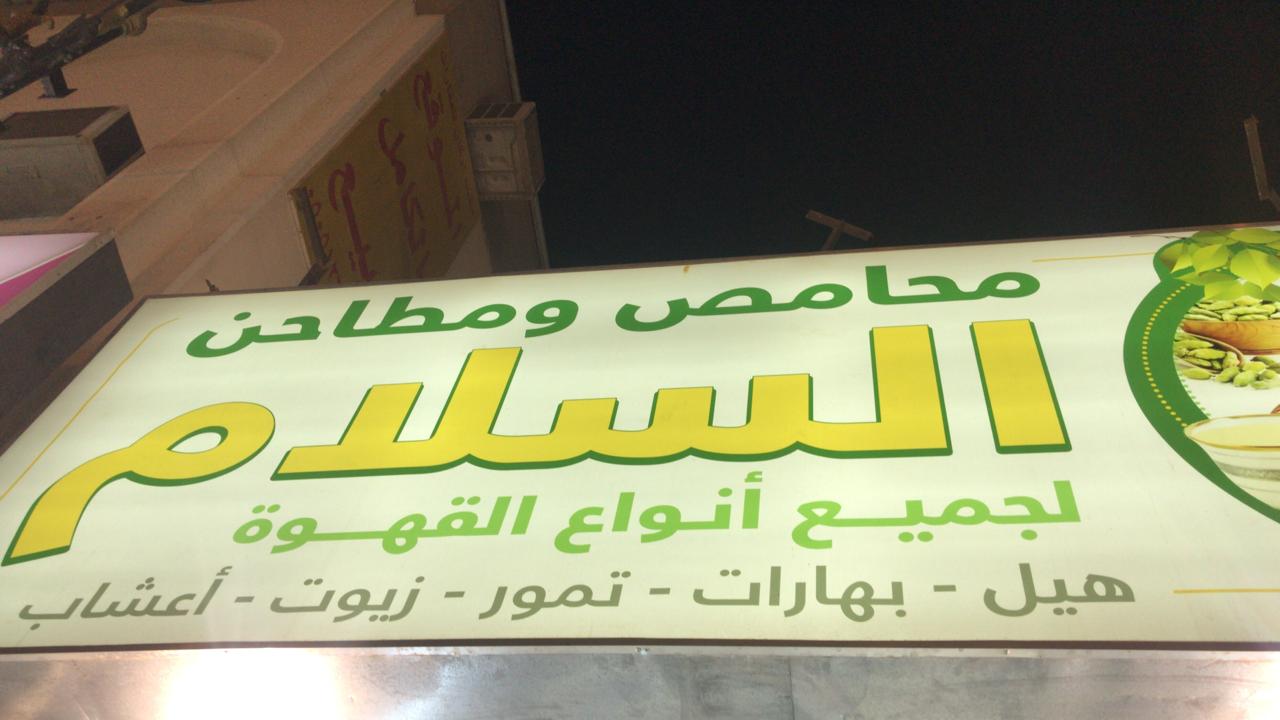 محامص ومطاحن
السلام
لجميع أنواع القهوة
هيل - بهارات - تمور - زيوت - أعشاب